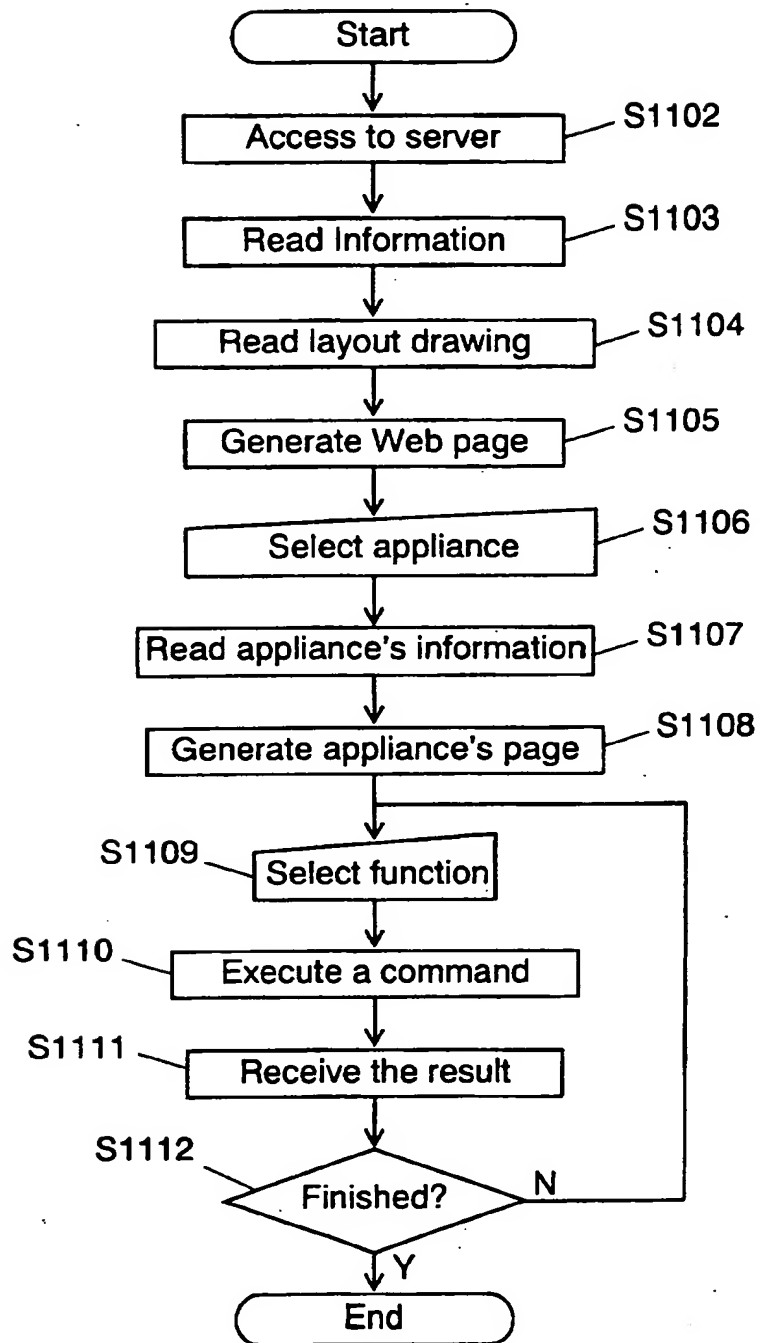 Start
Access to server
S1102
Read Information
S1103
Read layout drawing
S1104
Generate Web page
S1105
Select appliance
S1106
Read appliance's information
S1107
Generate appliance's page
S1108
S1109
Select function
S1110
Execute a command
S1111
Receive the result
S1112
Finished?
N
Y
End